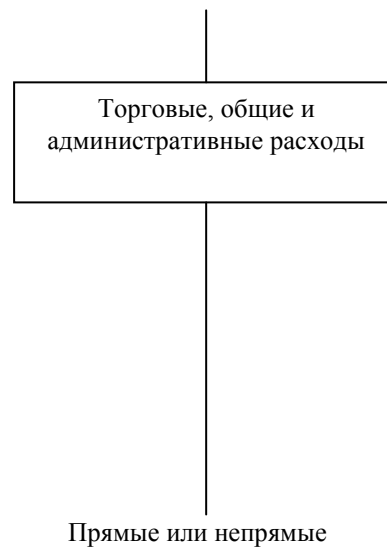 Торговые, общие и
административные расходы
Прямые или непрямые